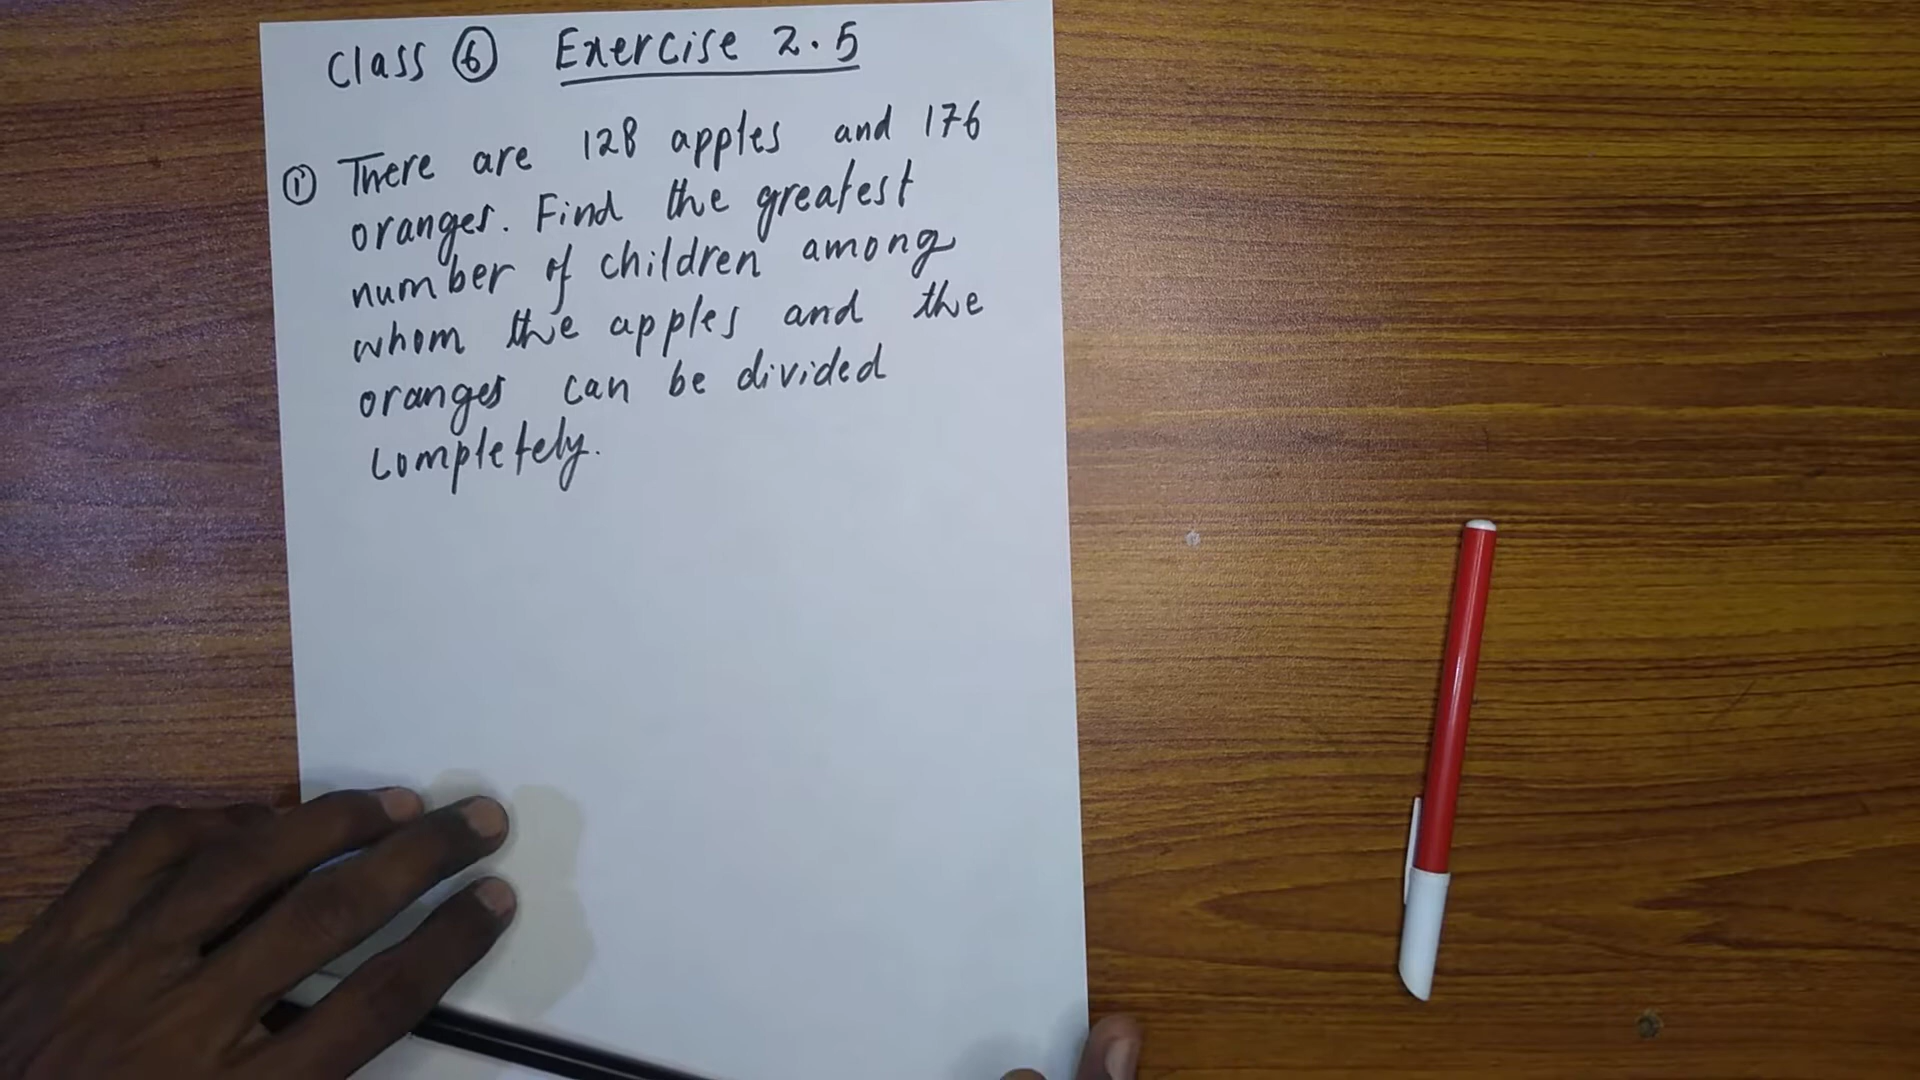 Class ⑥ Exercise 2.5
① There are 128 apples and 176
oranges. Find the greatest
number of children among
whom the apples and the
oranges can be divided
completely.